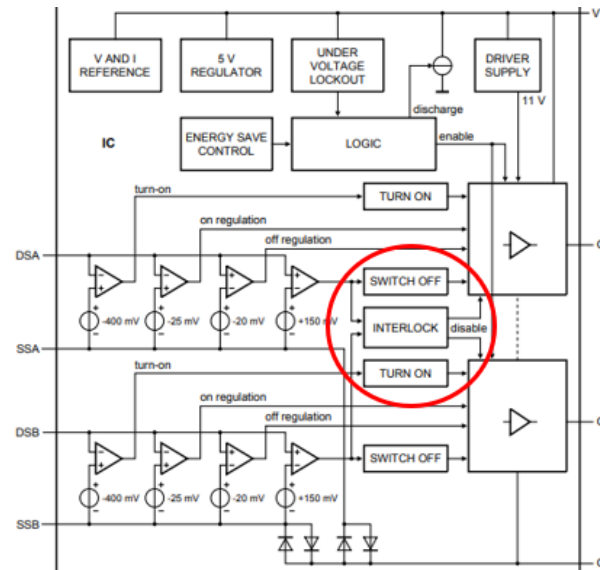 V
V AND I
REFERENCE
5 V
REGULATOR
UNDER
VOLTAGE
LOCKOUT
DRIVER
SUPPLY
discharge
11 V
IC
ENERGY SAVE
CONTROL
LOGIC
enable
turn-on
TURN ON
on regulation
off regulation
DSA
SWITCH OFF
-400 mV
-25 mV
-20 mV
+150 mV
INTERLOCK
disable
SSA
turn-on
TURN ON
on regulation
off regulation
DSB
SWITCH OFF
-400 mV
-25 mV
-20 mV
+150 mV
SSB